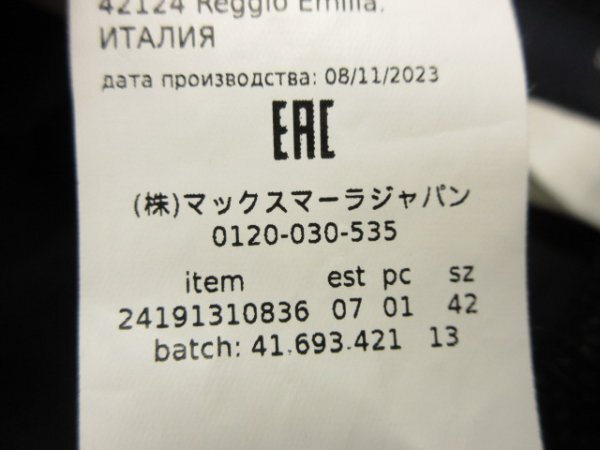 42124 Reggio Emilia,
ИТАЛИЯ
дата производства: 08/11/2023
EAC
(株)マックスマーラジャパン
0120-030-535
item est pc sz
24191310836 07 01 42
batch: 41.693.421 13